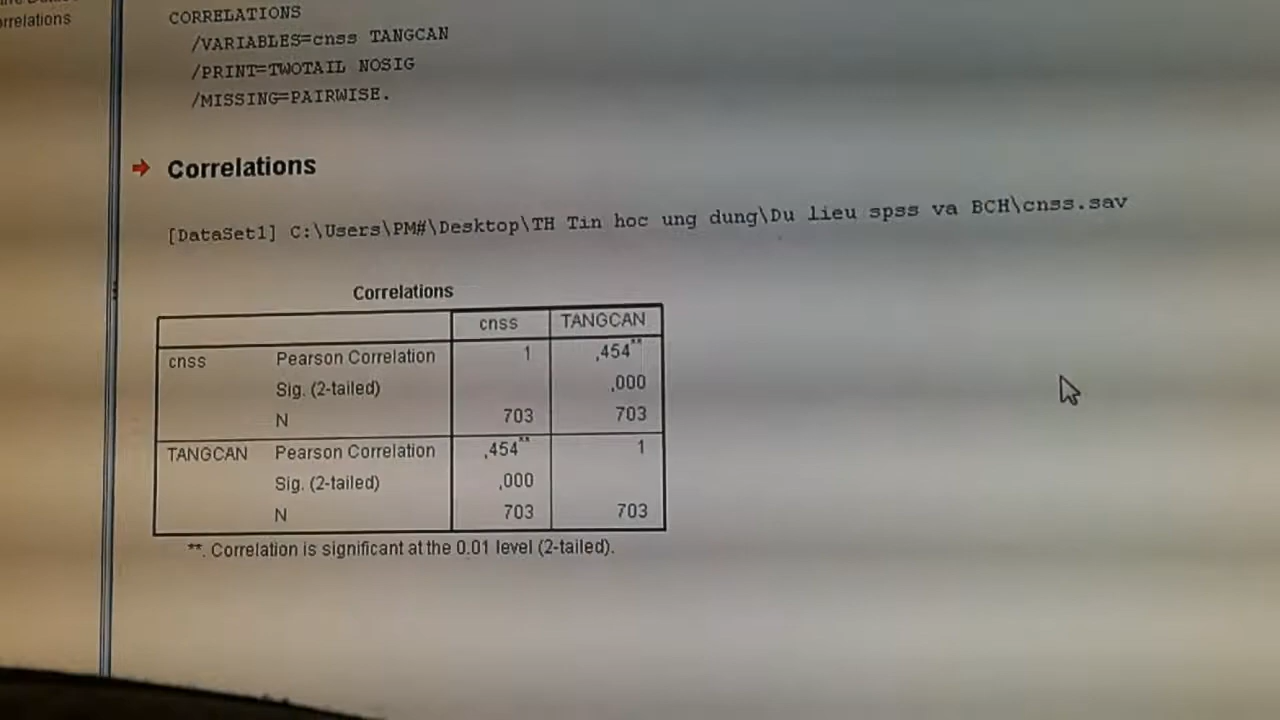 orrelations
CORRELATIONS
/VARIABLES=cnss TANGCAN
/PRINT=TWOTAIL NOSIG
/MISSING=PAIRWISE.
Correlations
[DataSet1] C:\Users\PM#\Desktop\TH Tin hoc ung dung\Du lieu spss va BCH\cnss.sav
Correlations
cnss TANGCAN
cnss Pearson Correlation 1 ,454**
Sig. (2-tailed) ,000
N 703 703
TANGCAN Pearson Correlation ,454** 1
Sig. (2-tailed) ,000
N 703 703
**. Correlation is significant at the 0.01 level (2-tailed).